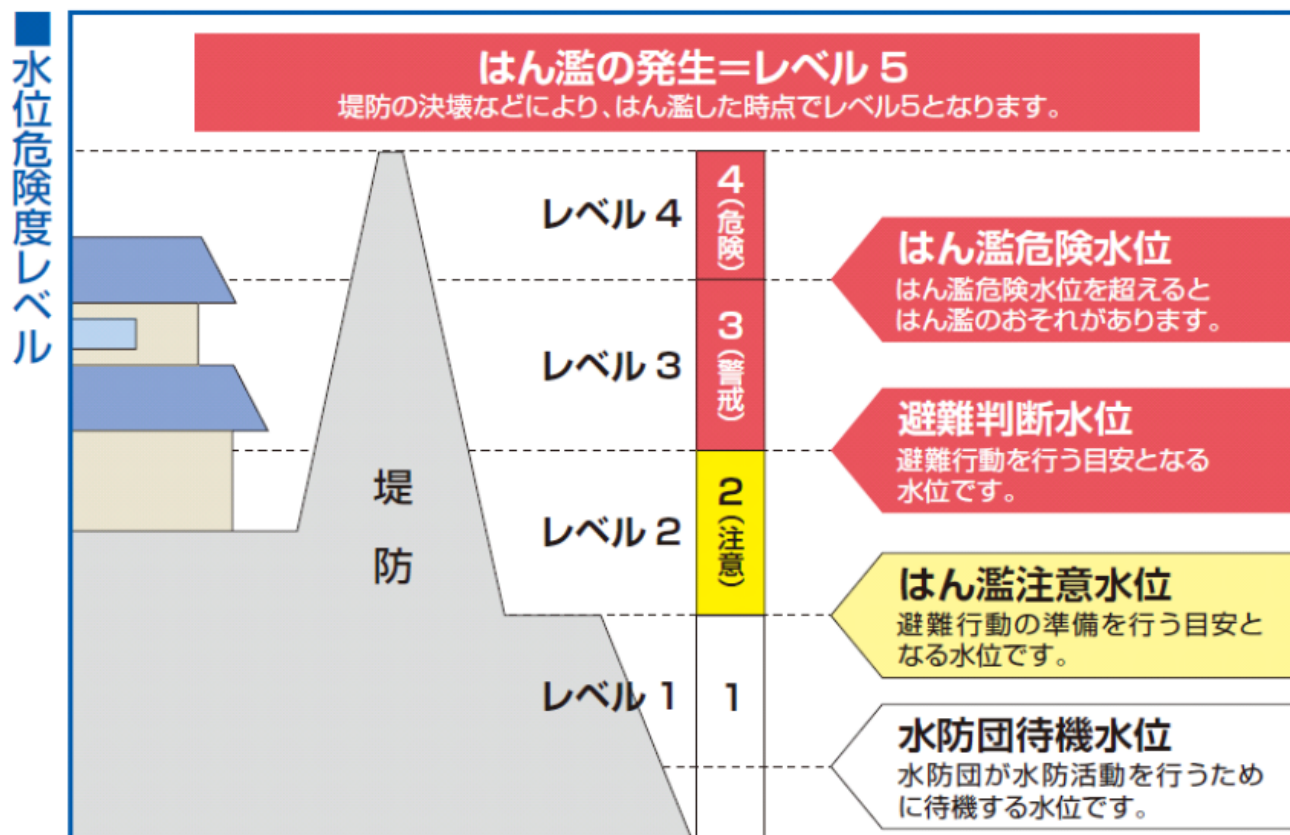 ■水位危険度レベル
はん濫の発生＝レベル5
堤防の決壊などにより、はん濫した時点でレベル5となります。
レベル4
4(危険)
はん濫危険水位
はん濫危険水位を超えると
はん濫のおそれがあります。
レベル3
3(警戒)
避難判断水位
避難行動を行う目安となる
水位です。
堤防
レベル2
2(注意)
はん濫注意水位
避難行動の準備を行う目安と
なる水位です。
レベル1
1
水防団待機水位
水防団が水防活動を行うため
に待機する水位です。